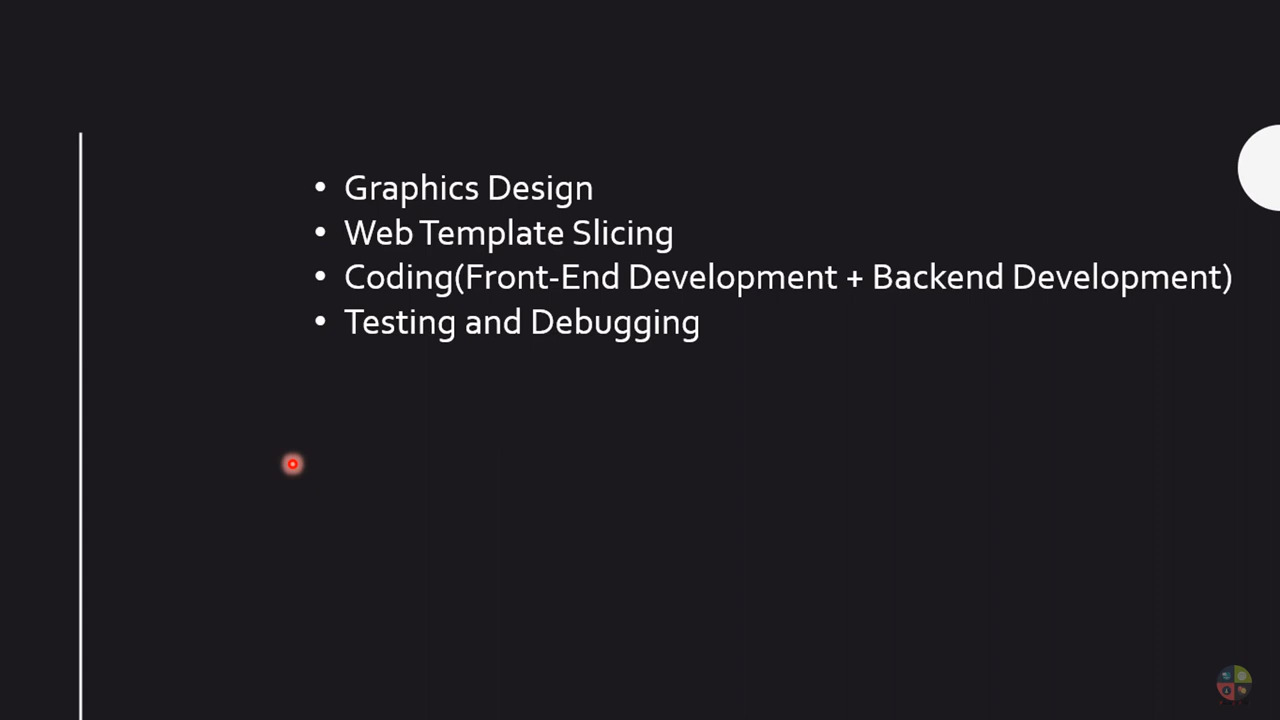 • Graphics Design
• Web Template Slicing
• Coding(Front-End Development + Backend Development)
• Testing and Debugging